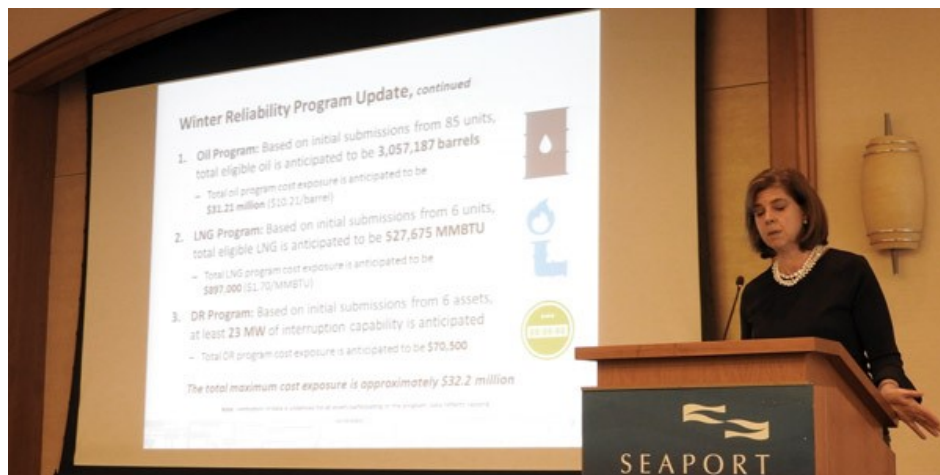 Winter Reliability Program Update, continued
1. Oil Program: Based on initial submissions from 85 units,
total eligible oil is anticipated to be 3,057,187 barrels
– Total oil program cost exposure is anticipated to be
$31.21 million ($10.21/barrel)
2. LNG Program: Based on initial submissions from 6 units,
total eligible LNG is anticipated to be 527,675 MMBTU
– Total LNG program cost exposure is anticipated to be
$897,000 ($1.70/MMBTU)
3. DR Program: Based on initial submissions from 6 assets,
at least 23 MW of interruption capability is anticipated
– Total DR program cost exposure is anticipated to be $70,500
The total maximum cost exposure is approximately $32.2 million
SEAPORT